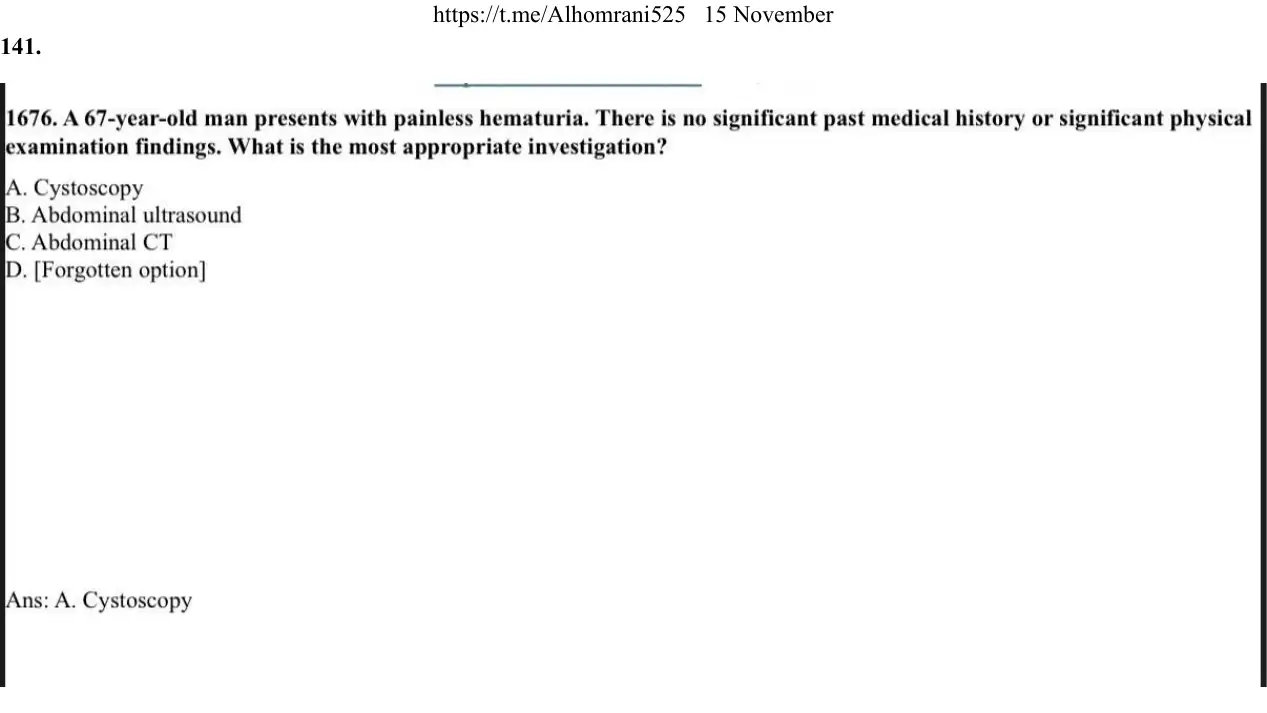 https://t.me/Alhomrani525 15 November
141.
1676. A 67-year-old man presents with painless hematuria. There is no significant past medical history or significant physical
examination findings. What is the most appropriate investigation?
A. Cystoscopy
B. Abdominal ultrasound
C. Abdominal CT
D. [Forgotten option]
Ans: A. Cystoscopy